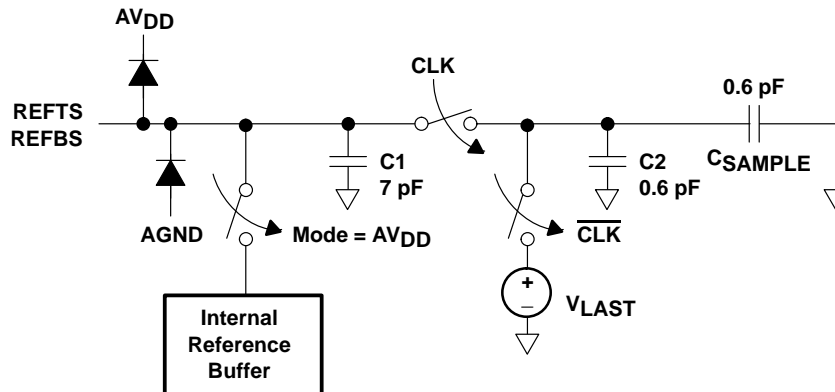 AVDD
CLK
0.6 pF
REFTS
REFBS
C1
7 pF
C2
0.6 pF
CSAMPLE
AGND
Mode = AVDD
CLK
+
−
VLAST
Internal
Reference
Buffer